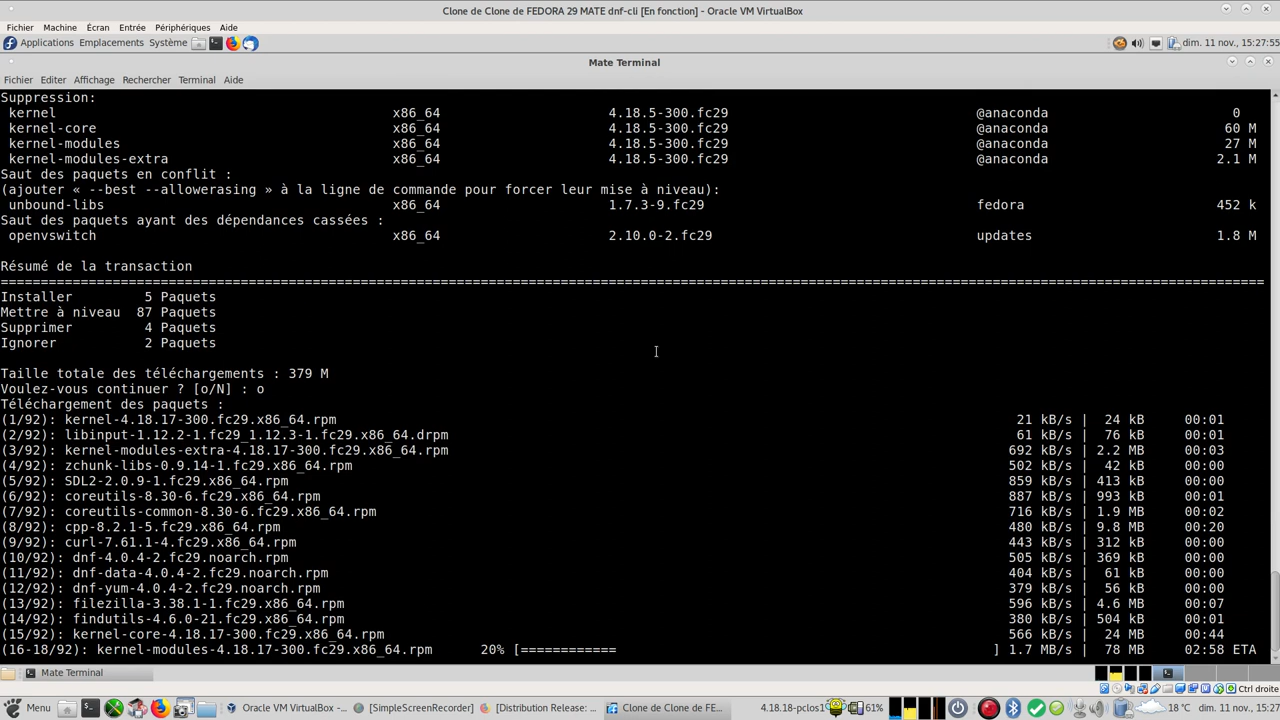 Clone de Clone de FEDORA 29 MATE dnf-cli [En fonction] - Oracle VM VirtualBox
Fichier Machine Écran Entrée Périphériques Aide
Applications Emplacements Système dim. 11 nov., 15:27:55
Mate Terminal
Fichier Editer Affichage Rechercher Terminal Aide
Suppression:
kernel x86_64 4.18.5-300.fc29 @anaconda 0
kernel-core x86_64 4.18.5-300.fc29 @anaconda 60 M
kernel-modules x86_64 4.18.5-300.fc29 @anaconda 27 M
kernel-modules-extra x86_64 4.18.5-300.fc29 @anaconda 2.1 M
Saut des paquets en conflit :
(ajouter « --best --allowerasing » à la ligne de commande pour forcer leur mise à niveau):
unbound-libs x86_64 1.7.3-9.fc29 fedora 452 k
Saut des paquets ayant des dépendances cassées :
openvswitch x86_64 2.10.0-2.fc29 updates 1.8 M
Résumé de la transaction
================================================================================
Installer 5 Paquets
Mettre à niveau 87 Paquets
Supprimer 4 Paquets
Ignorer 2 Paquets
Taille totale des téléchargements : 379 M
Voulez-vous continuer ? [o/N] : o
Téléchargement des paquets :
(1/92): kernel-4.18.17-300.fc29.x86_64.rpm 21 kB/s | 24 kB 00:01
(2/92): libinput-1.12.2-1.fc29_1.12.3-1.fc29.x86_64.drpm 61 kB/s | 76 kB 00:01
(3/92): kernel-modules-extra-4.18.17-300.fc29.x86_64.rpm 692 kB/s | 2.2 MB 00:03
(4/92): zchunk-libs-0.9.14-1.fc29.x86_64.rpm 502 kB/s | 42 kB 00:00
(5/92): SDL2-2.0.9-1.fc29.x86_64.rpm 859 kB/s | 413 kB 00:00
(6/92): coreutils-8.30-6.fc29.x86_64.rpm 887 kB/s | 993 kB 00:01
(7/92): coreutils-common-8.30-6.fc29.x86_64.rpm 716 kB/s | 1.9 MB 00:02
(8/92): cpp-8.2.1-5.fc29.x86_64.rpm 480 kB/s | 9.8 MB 00:20
(9/92): curl-7.61.1-4.fc29.x86_64.rpm 443 kB/s | 312 kB 00:00
(10/92): dnf-4.0.4-2.fc29.noarch.rpm 505 kB/s | 369 kB 00:00
(11/92): dnf-data-4.0.4-2.fc29.noarch.rpm 404 kB/s | 61 kB 00:00
(12/92): dnf-yum-4.0.4-2.fc29.noarch.rpm 379 kB/s | 56 kB 00:00
(13/92): filezilla-3.38.1-1.fc29.x86_64.rpm 596 kB/s | 4.6 MB 00:07
(14/92): findutils-4.6.0-21.fc29.x86_64.rpm 380 kB/s | 504 kB 00:01
(15/92): kernel-core-4.18.17-300.fc29.x86_64.rpm 566 kB/s | 24 MB 00:44
(16-18/92): kernel-modules-4.18.17-300.fc29.x86_64.rpm 20% [============ ] 1.7 MB/s | 78 MB 02:58 ETA
Mate Terminal
Ctrl droite
Menu Oracle VM VirtualBox - [SimpleScreenRecorder] [Distribution Release: ... Clone de Clone de FE... 4.18.18-pclos 61% 18 °C dim. 11 nov., 15:27